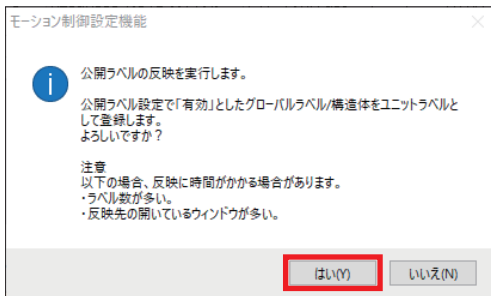 モーション制御設定機能
公開ラベルの反映を実行します。
公開ラベル設定で「有効」としたグローバルラベル/構造体をユニットラベルと
して登録します。
よろしいですか？
注意
以下の場合、反映に時間がかかる場合があります。
・ラベル数が多い。
・反映先の開いているウィンドウが多い。
はい(Y)
いいえ(N)